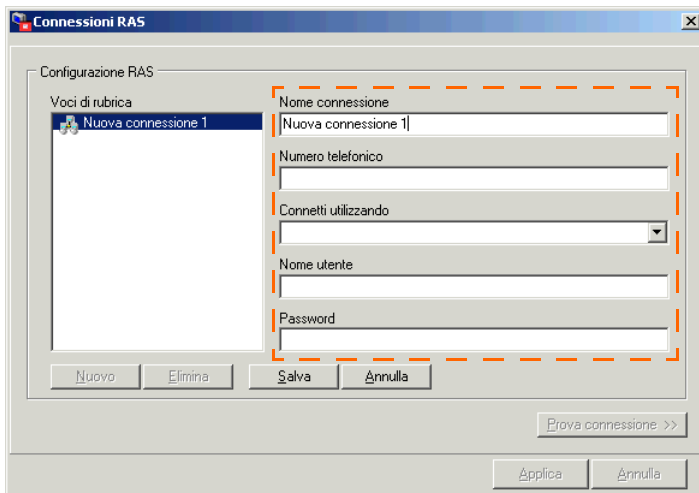 Connessioni RAS
Configurazione RAS
Voci di rubrica
Nuova connessione 1
Nome connessione
Nuova connessione 1
Numero telefonico
Connetti utilizzando
Nome utente
Password
Nuovo
Elimina
Salva
Annulla
Prova connessione >>
Applica
Annulla